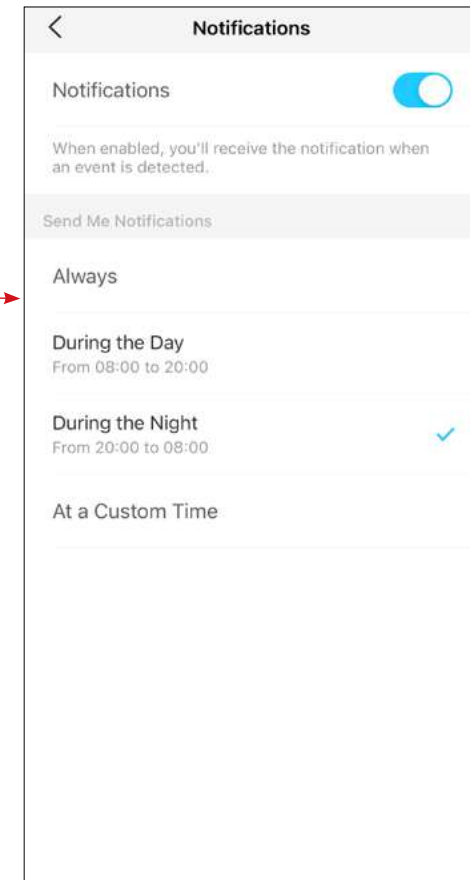 Notifications
Notifications
When enabled, you'll receive the notification when
an event is detected.
Send Me Notifications
Always
During the Day
From 08:00 to 20:00
During the Night
From 20:00 to 08:00
At a Custom Time